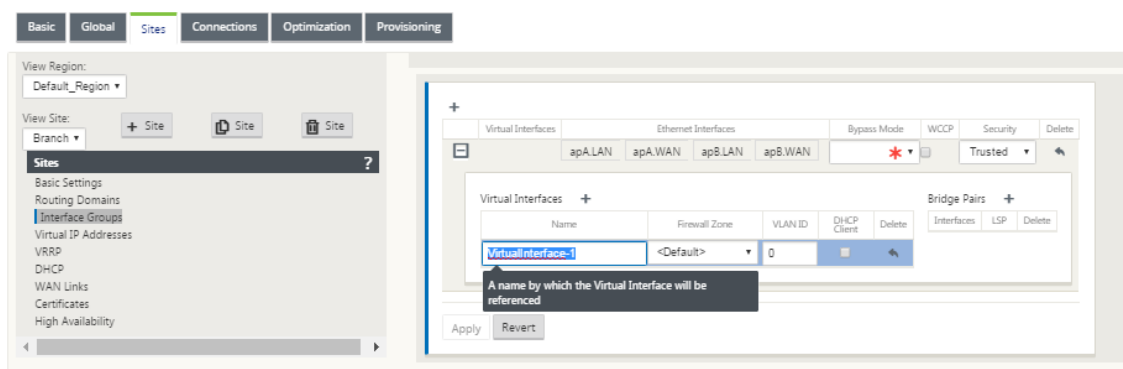 Basic Global Sites Connections Optimization Provisioning
View Region:
Default_Region
View Site:
Branch
+ Site Site Site
Sites ?
Basic Settings
Routing Domains
Interface Groups
Virtual IP Addresses
VRRP
DHCP
WAN Links
Certificates
High Availability
+
Virtual Interfaces Ethernet Interfaces Bypass Mode WCCP Security Delete
apA.LAN apA.WAN apB.LAN apB.WAN Trusted
Virtual Interfaces +
Name Firewall Zone VLAN ID DHCP Client Delete
VirtualInterface-1 <Default> 0
A name by which the Virtual Interface will be
referenced
Bridge Pairs +
Interfaces LSP Delete
Apply Revert